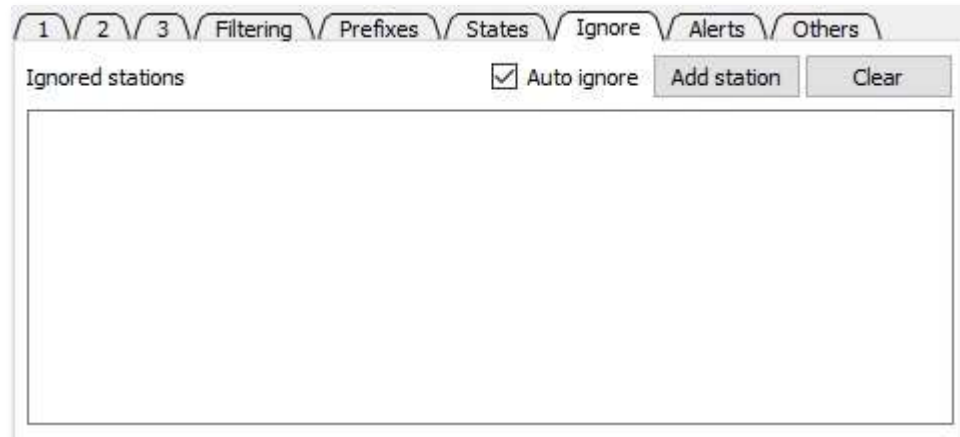 1 2 3 Filtering Prefixes States Ignore Alerts Others
Ignored stations Auto ignore Add station Clear